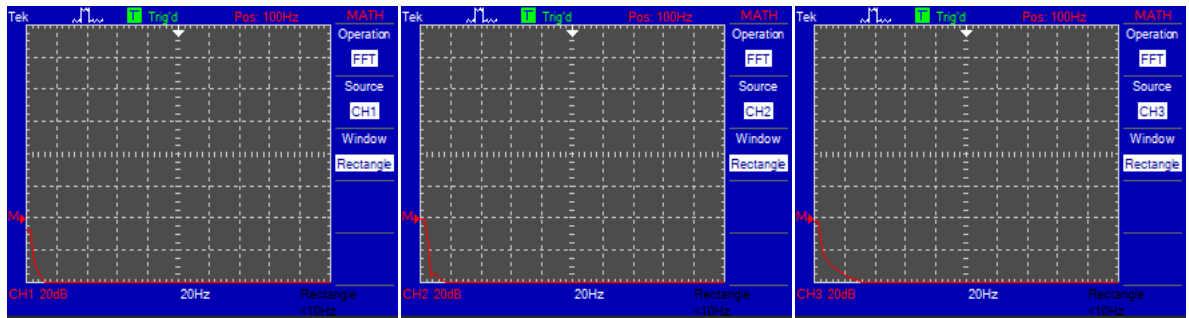 Tek T Trig'd Pos: 100Hz MATH
Operation
FFT
Source
CH1
Window
Rectangle
M
CH1 20dB 20Hz Rectangle
<10Hz
Tek T Trig'd Pos: 100Hz MATH
Operation
FFT
Source
CH2
Window
Rectangle
M
CH2 20dB 20Hz Rectangle
<10Hz
Tek T Trig'd Pos: 100Hz MATH
Operation
FFT
Source
CH3
Window
Rectangle
M
CH3 20dB 20Hz Rectangle
<10Hz